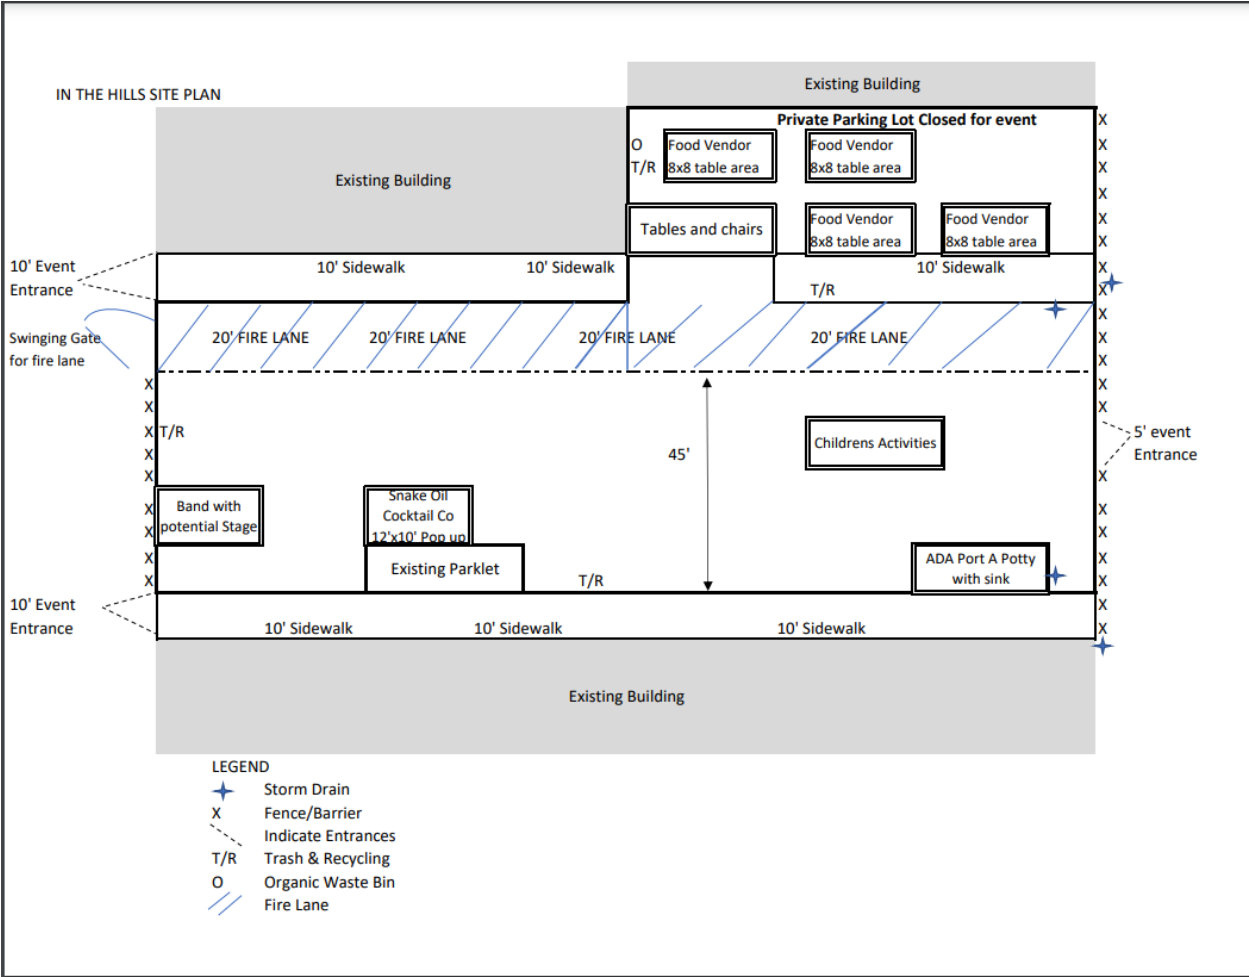 Existing Building
IN THE HILLS SITE PLAN
Private Parking Lot Closed for event
X
O
Food Vendor
Food Vendor
X
T/R
8x8 table area
8x8 table area
X
Existing Building
X
Food Vendor
Food Vendor
X
Tables and chairs
8x8 table area
8x8 table area
X
10' Event
Entrance
10' Sidewalk
10' Sidewalk
10' Sidewalk
X
T/R
X
X
Swinging Gate
for fire lane
20' FIRE LANE
20' FIRE LANE
20' FIRE LANE
20' FIRE LANE
X
X
X
X
X
X
X
T/R
Childrens Activities
5' event
Entrance
X
45'
X
X
Band with
potential Stage
Snake Oil
Cocktail Co
12'x10' Pop up
X
X
X
X
X
Existing Parklet
ADA Port A Potty
with sink
X
X
T/R
X
10' Event
Entrance
X
10' Sidewalk
10' Sidewalk
10' Sidewalk
X
Existing Building
LEGEND
Storm Drain
X Fence/Barrier
Indicate Entrances
T/R Trash & Recycling
O Organic Waste Bin
Fire Lane